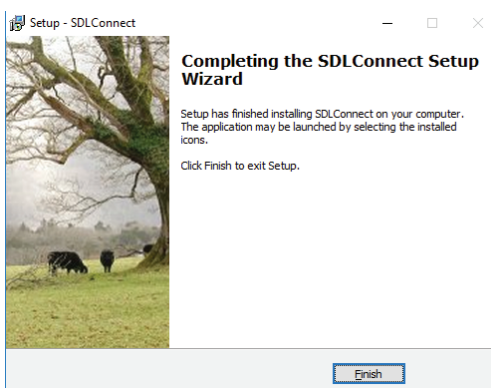 Setup - SDLConnect
Completing the SDLConnect Setup
Wizard
Setup has finished installing SDLConnect on your computer.
The application may be launched by selecting the installed
icons.
Click Finish to exit Setup.
Finish